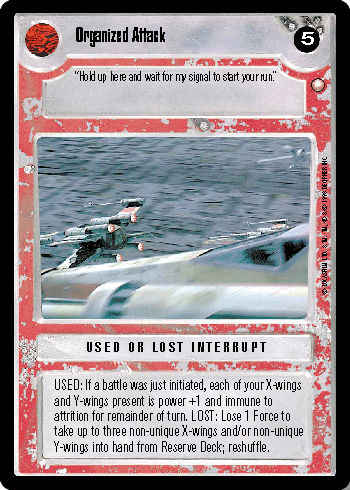 Organized Attack
5
"Hold up here and wait for my signal to start your run."
USED OR LOST INTERRUPT
USED: If a battle was just initiated, each of your X-wings
and Y-wings present is power +1 and immune to
attrition for remainder of turn. LOST: Lose 1 Force to
take up to three non-unique X-wings and/or non-unique
Y-wings into hand from Reserve Deck; reshuffle.